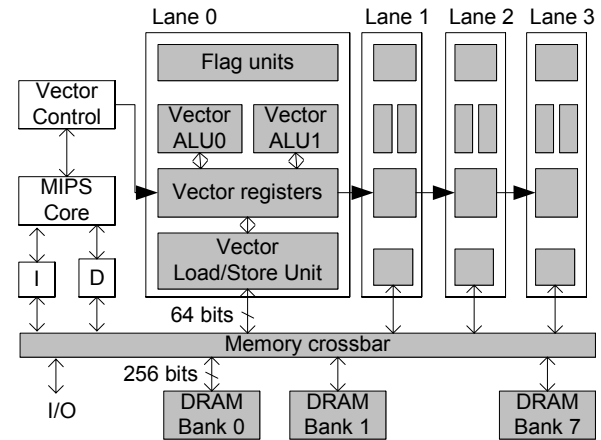 Lane 0
Lane 1
Lane 2
Lane 3
Flag units
Vector
Control
Vector
ALU0
Vector
ALU1
MIPS
Core
Vector registers
Vector
Load/Store Unit
I
D
64 bits
Memory crossbar
256 bits
I/O
DRAM
Bank 0
DRAM
Bank 1
DRAM
Bank 7